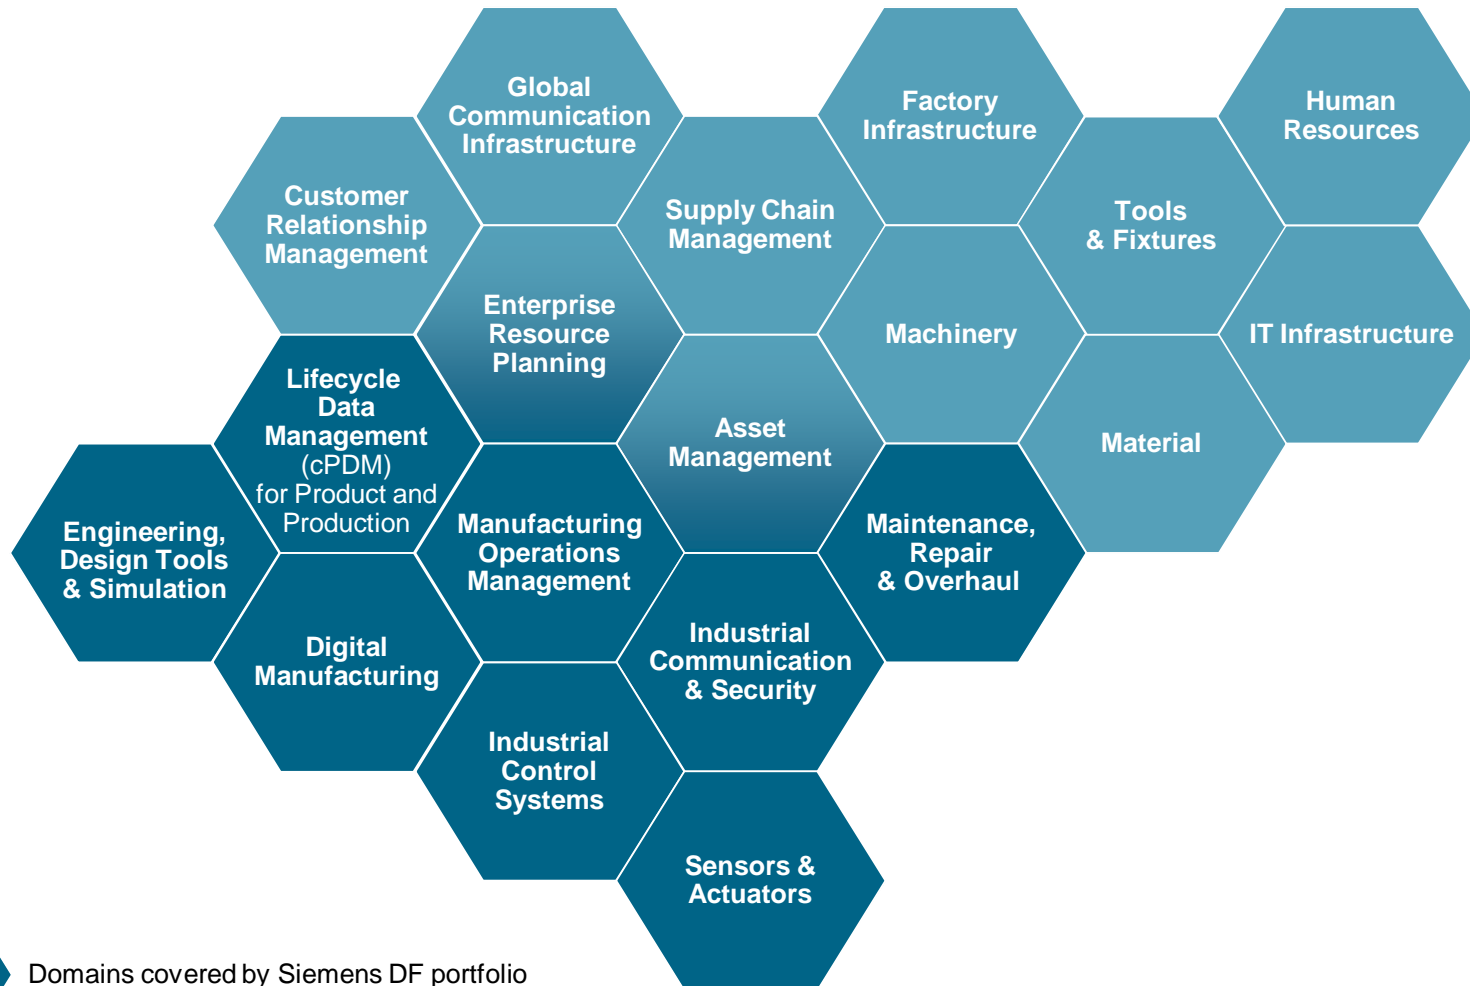 Global
Communication
Infrastructure
Factory
Infrastructure
Human
Resources
Customer
Relationship
Management
Supply Chain
Management
Tools
& Fixtures
Enterprise
Resource
Planning
Machinery
IT Infrastructure
Lifecycle
Data
Management
(cPDM)
for Product and
Production
Asset
Management
Material
Engineering,
Design Tools
& Simulation
Manufacturing
Operations
Management
Maintenance,
Repair
& Overhaul
Digital
Manufacturing
Industrial
Communication
& Security
Industrial
Control
Systems
Sensors &
Actuators
Domains covered by Siemens DF portfolio